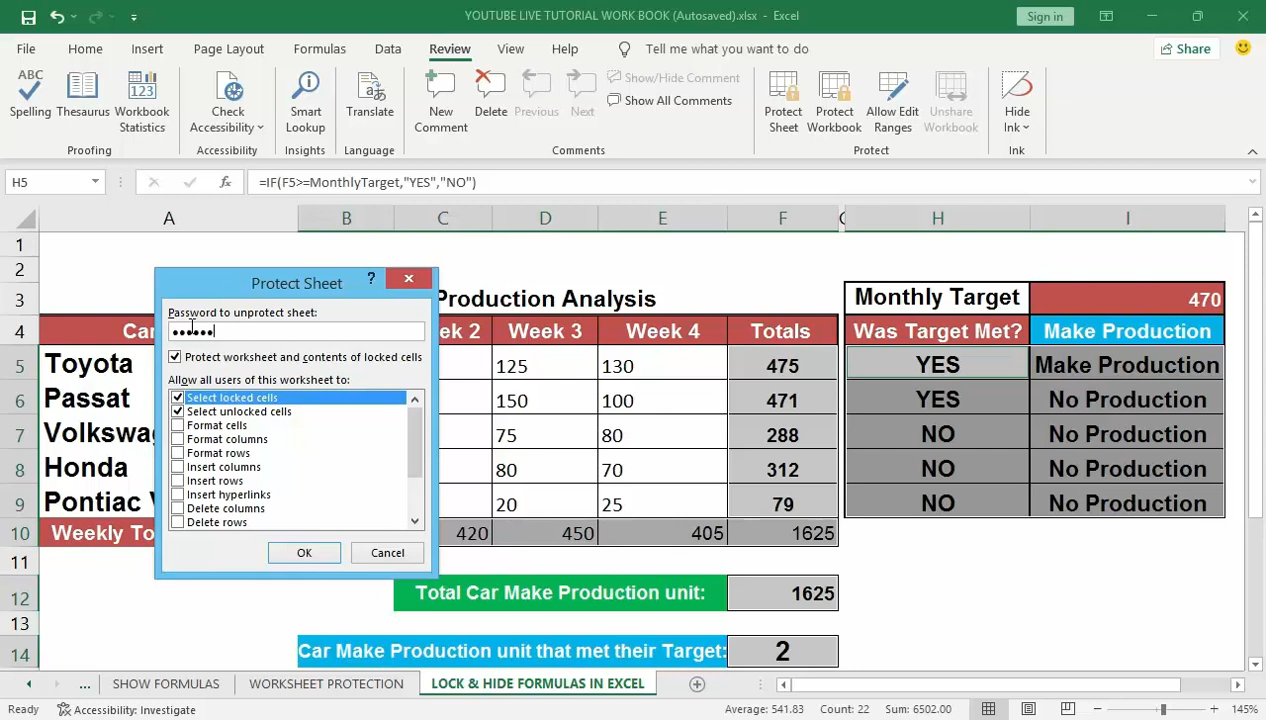 YOUTUBE LIVE TUTORIAL WORK BOOK (Autosaved).xlsx - Excel
Sign in
File Home Insert Page Layout Formulas Data Review View Help Tell me what you want to do Share
ABC
123
Spelling Thesaurus Workbook Statistics
Check Accessibility
Smart Lookup
Translate
New Comment Delete Previous Next
Show/Hide Comment
Show All Comments
Protect Sheet Protect Workbook Allow Edit Ranges Unshare Workbook
Hide Ink
Proofing Accessibility Insights Language Comments Protect Ink
H5 fx =IF(F5>=MonthlyTarget,"YES","NO")
A B C D E F H I
1
2
3 Production Analysis Monthly Target 470
4 Car ek 2 Week 3 Week 4 Totals Was Target Met? Make Production
5 Toyota 125 130 475 YES Make Production
6 Passat 150 100 471 YES No Production
7 Volkswag 75 80 288 NO No Production
8 Honda 80 70 312 NO No Production
9 Pontiac 20 25 79 NO No Production
10 Weekly To 420 450 405 1625
11
12 Total Car Make Production unit: 1625
13
14 Car Make Production unit that met their Target: 2
Protect Sheet ?
Password to unprotect sheet:
••••••
Protect worksheet and contents of locked cells
Allow all users of this worksheet to:
Select locked cells
Select unlocked cells
Format cells
Format columns
Format rows
Insert columns
Insert rows
Insert hyperlinks
Delete columns
Delete rows
OK Cancel
... SHOW FORMULAS WORKSHEET PROTECTION LOCK & HIDE FORMULAS IN EXCEL
Ready Accessibility: Investigate Average: 541.83 Count: 22 Sum: 6502.00 145%